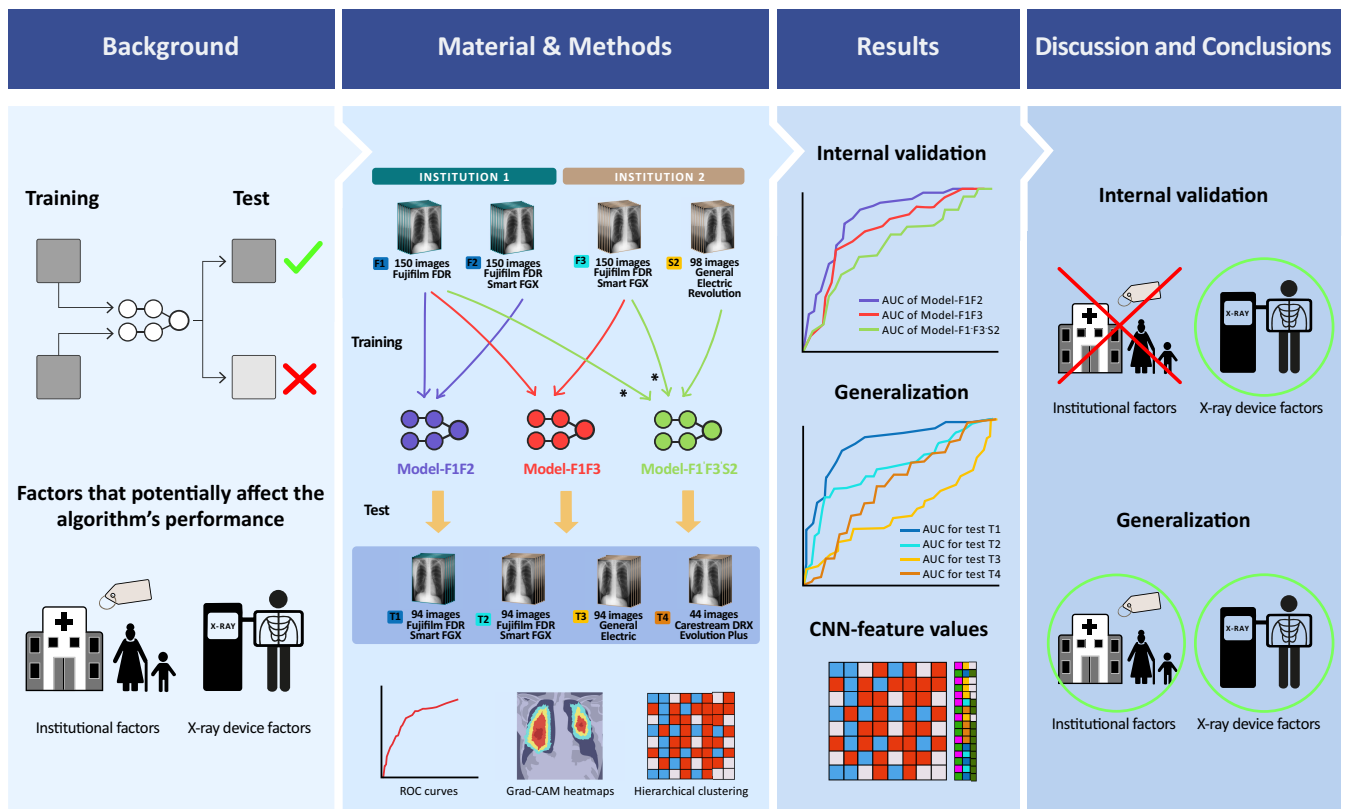 Background
Material & Methods
Results
Discussion and Conclusions
Training
Test
Factors that potentially affect the
algorithm's performance
X-RAY
Institutional factors
X-ray device factors
INSTITUTION 1
INSTITUTION 2
F1
150 images
Fujifilm FDR
F2
150 images
Fujifilm FDR
Smart FGX
F3
150 images
Fujifilm FDR
Smart FGX
S2
98 images
General
Electric
Revolution
Training
*
*
Model-F1F2
Model-F1F3
Model-F1'F3'S2
Test
T1
94 images
Fujifilm FDR
Smart FGX
T2
94 images
Fujifilm FDR
Smart FGX
T3
94 images
General
Electric
T4
44 images
Carestream DRX
Evolution Plus
ROC curves
Grad-CAM heatmaps
Hierarchical clustering
Internal validation
AUC of Model-F1F2
AUC of Model-F1F3
AUC of Model-F1'F3'S2
Generalization
AUC for test T1
AUC for test T2
AUC for test T3
AUC for test T4
CNN-feature values
Internal validation
X-RAY
Institutional factors
X-ray device factors
Generalization
X-RAY
Institutional factors
X-ray device factors